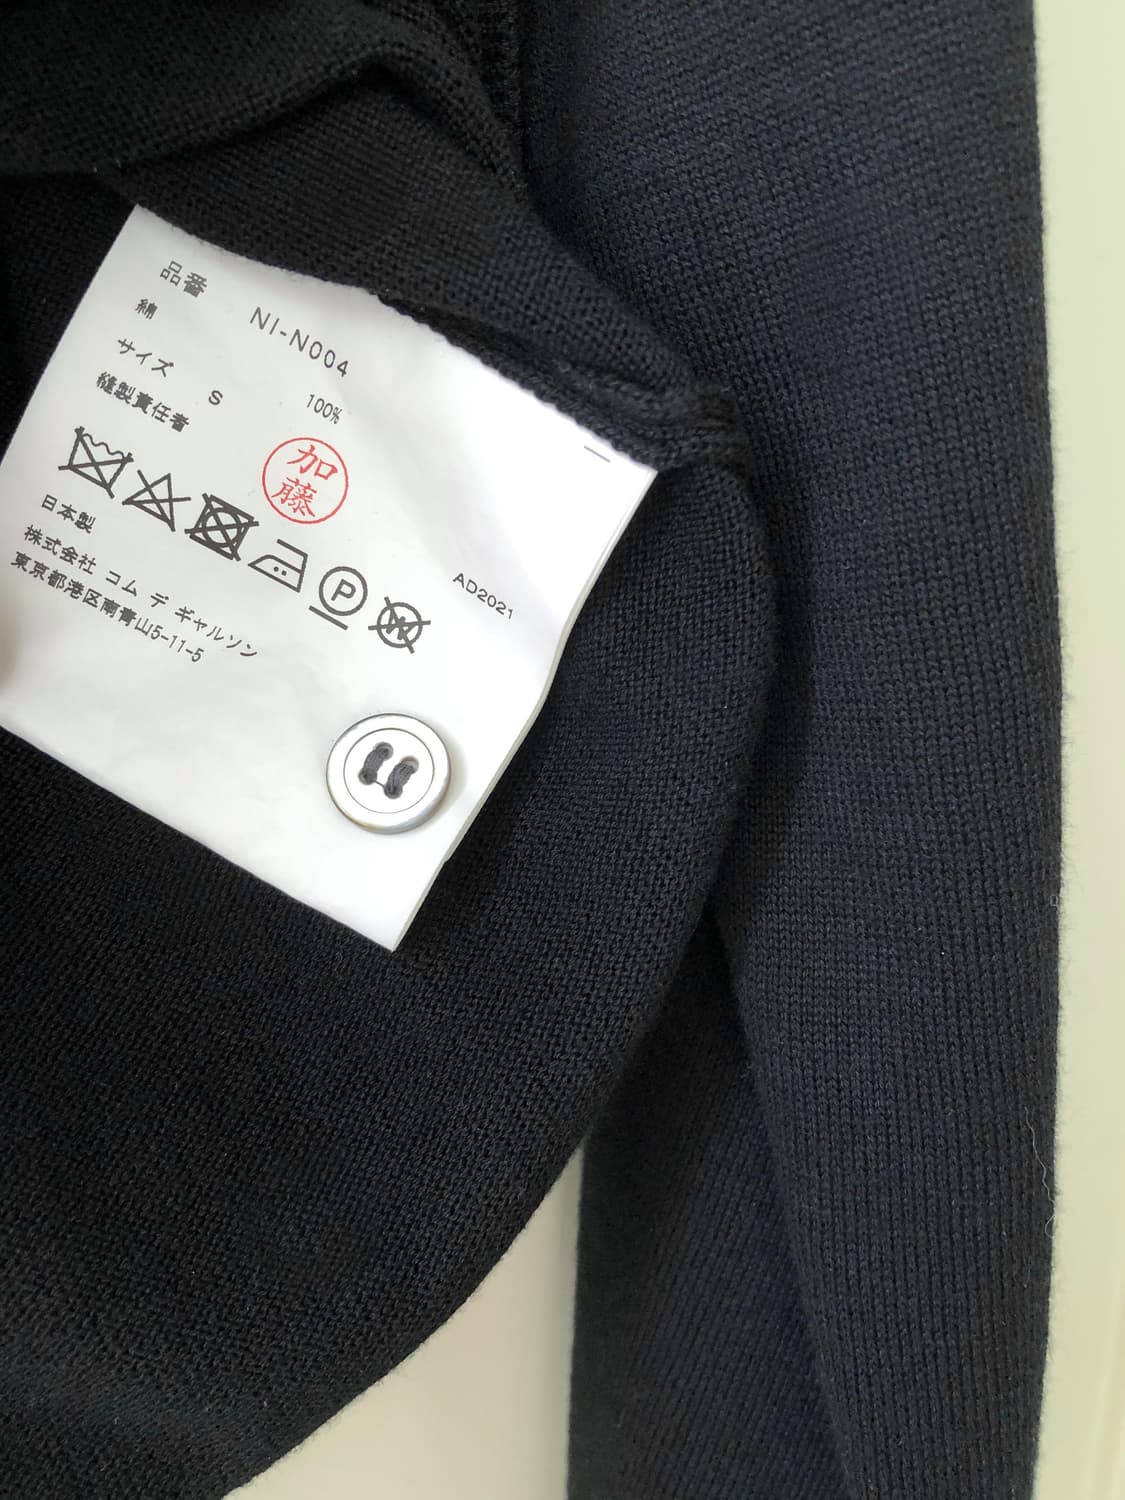 品番 NI-N004
綿 100%
サイズ S
縫製責任者
加藤
P
W
日本製
株式会社 コム デ ギャルソン
東京都港区南青山5-11-5
AD2021